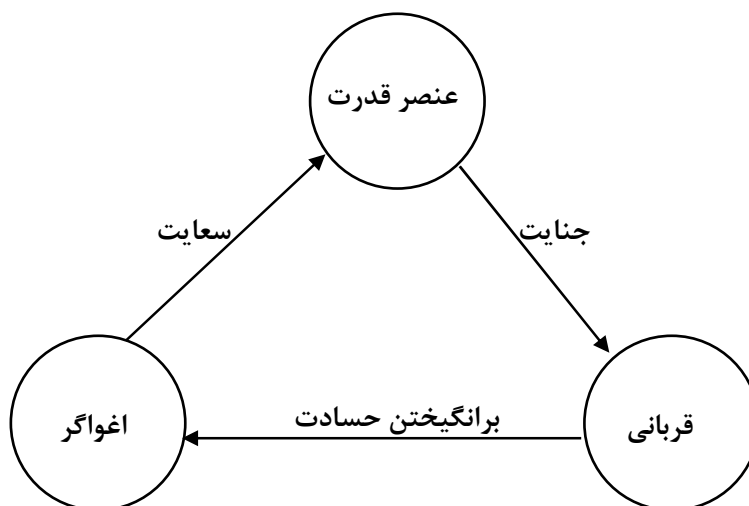 عنصر قدرت
سعایت
جنایت
برانگیختن حسادت
اغواگر
قربانی